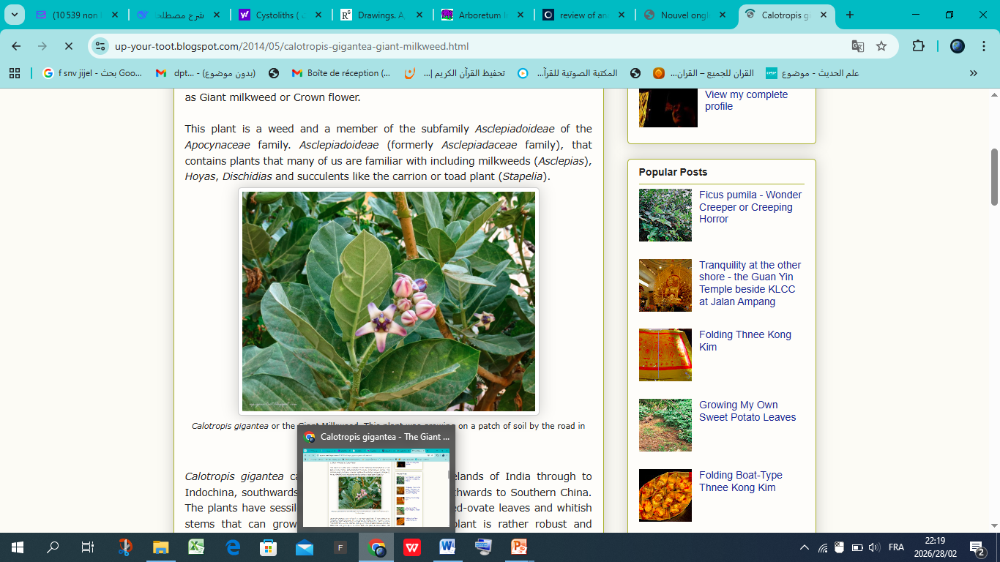 (10 539 non l
شرح مصطلح
Cystoliths (
Drawings. A
Arboretum
review of an
Nouvel ongl
Calotropis gi
up-your-toot.blogspot.com/2014/05/calotropis-gigantea-giant-milkweed.html
f snv jijel - بحث Goo...
dpt... - (بدون موضوع)
Boîte de réception (...
تحفيظ القرآن الكريم |...
المكتبة الصوتية للقرآ...
القران للجميع – القران...
علم الحديث - موضوع
»
as Giant milkweed or Crown flower.
This plant is a weed and a member of the subfamily Asclepiadoideae of the
Apocynaceae family. Asclepiadoideae (formerly Asclepiadaceae family), that
contains plants that many of us are familiar with including milkweeds (Asclepias),
Hoyas, Dischidias and succulents like the carrion or toad plant (Stapelia).
Calotropis gigantea or the Giant Milkweed. This plant was growing on a patch of soil by the road in
Calotropis gigantea - The Giant ...
Calotropis gigantea ca elands of India through to
Indochina, southwards thwards to Southern China.
The plants have sessil ed-ovate leaves and whitish
stems that can grow plant is rather robust and
View my complete
profile
Popular Posts
Ficus pumila - Wonder
Creeper or Creeping
Horror
Tranquility at the other
shore - the Guan Yin
Temple beside KLCC
at Jalan Ampang
Folding Thnee Kong
Kim
Growing My Own
Sweet Potato Leaves
Folding Boat-Type
Thnee Kong Kim
F
FRA
22:19
2026/28/02
2